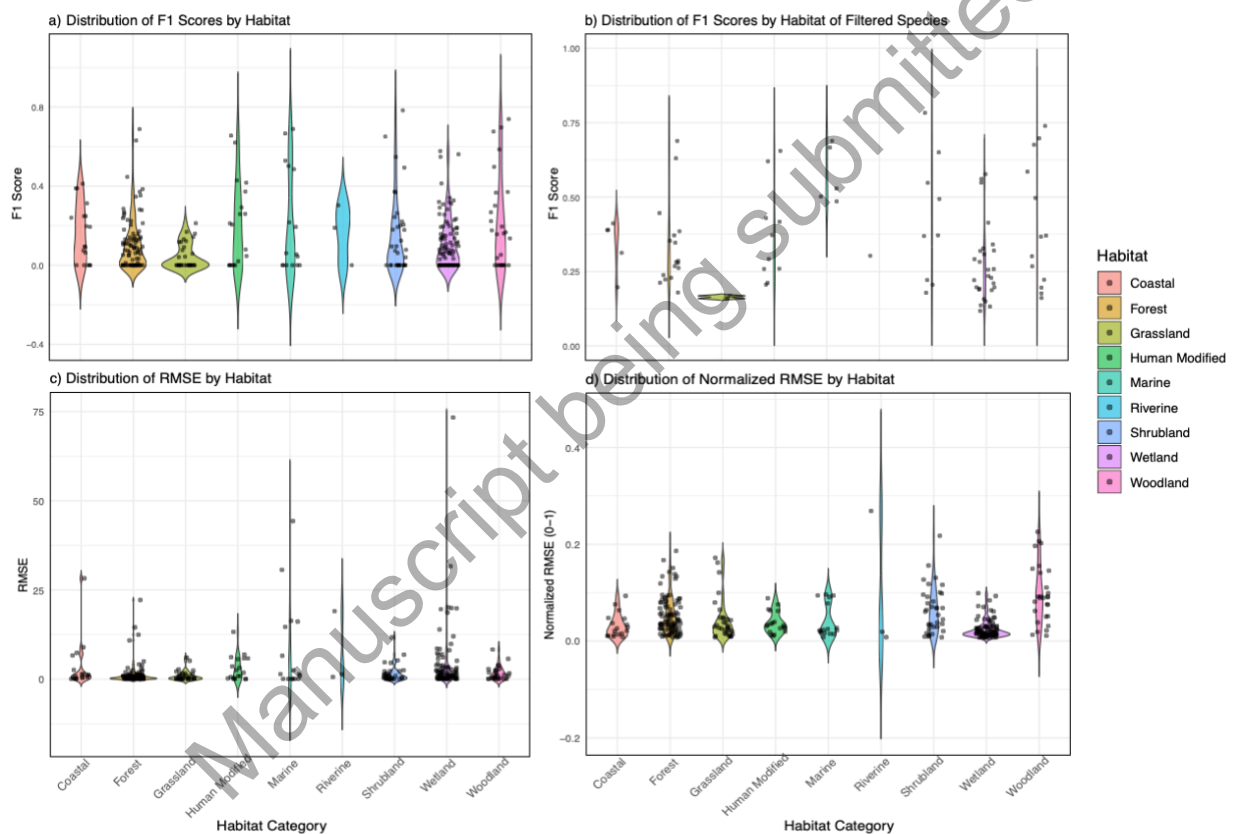 a) Distribution of F1 Scores by Habitat
F1 Score
0.8
0.4
0.0
−0.4
b) Distribution of F1 Scores by Habitat of Filtered Species
F1 Score
1.00
0.75
0.50
0.25
0.00
c) Distribution of RMSE by Habitat
RMSE
75
50
25
0
Coastal
Forest
Grassland
Human Modified
Marine
Riverine
Shrubland
Wetland
Woodland
Habitat Category
d) Distribution of Normalized RMSE by Habitat
Normalized RMSE (0−1)
0.4
0.2
0.0
−0.2
Coastal
Forest
Grassland
Human Modified
Marine
Riverine
Shrubland
Wetland
Woodland
Habitat Category
Habitat
Coastal
Forest
Grassland
Human Modified
Marine
Riverine
Shrubland
Wetland
Woodland
Manuscript being submitted